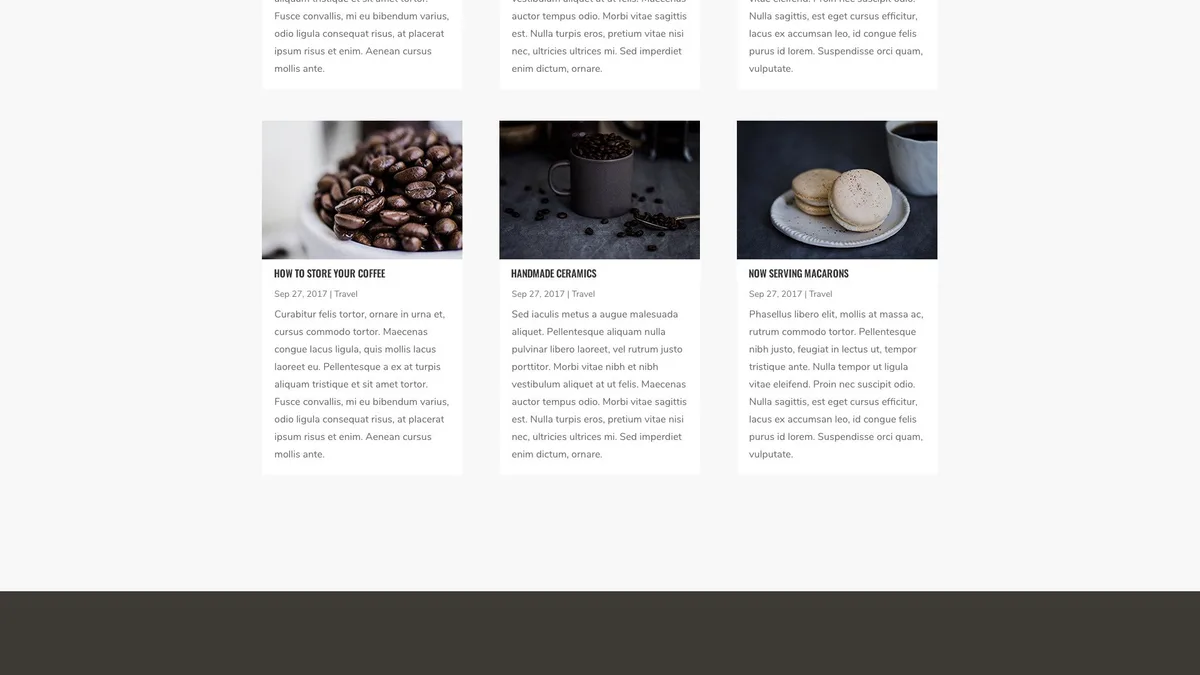 Fusce convallis, mi eu bibendum varius,
odio ligula consequat risus, at placerat
ipsum risus et enim. Aenean cursus
mollis ante.
auctor tempus odio. Morbi vitae sagittis
est. Nulla turpis eros, pretium vitae nisi
nec, ultricies ultrices mi. Sed imperdiet
enim dictum, ornare.
Nulla sagittis, est eget cursus efficitur,
lacus ex accumsan leo, id congue felis
purus id lorem. Suspendisse orci quam,
vulputate.
HOW TO STORE YOUR COFFEE
Sep 27, 2017 | Travel
Curabitur felis tortor, ornare in urna et,
cursus commodo tortor. Maecenas
congue lacus ligula, quis mollis lacus
laoreet eu. Pellentesque a ex at turpis
aliquam tristique et sit amet tortor.
Fusce convallis, mi eu bibendum varius,
odio ligula consequat risus, at placerat
ipsum risus et enim. Aenean cursus
mollis ante.
HANDMADE CERAMICS
Sep 27, 2017 | Travel
Sed iaculis metus a augue malesuada
aliquet. Pellentesque aliquam nulla
pulvinar libero laoreet, vel rutrum justo
porttitor. Morbi vitae nibh et nibh
vestibulum aliquet at ut felis. Maecenas
auctor tempus odio. Morbi vitae sagittis
est. Nulla turpis eros, pretium vitae nisi
nec, ultricies ultrices mi. Sed imperdiet
enim dictum, ornare.
NOW SERVING MACARONS
Sep 27, 2017 | Travel
Phasellus libero elit, mollis at massa ac,
rutrum commodo tortor. Pellentesque
nibh justo, feugiat in lectus ut, tempor
tristique ante. Nulla tempor ut ligula
vitae eleifend. Proin nec suscipit odio.
Nulla sagittis, est eget cursus efficitur,
lacus ex accumsan leo, id congue felis
purus id lorem. Suspendisse orci quam,
vulputate.